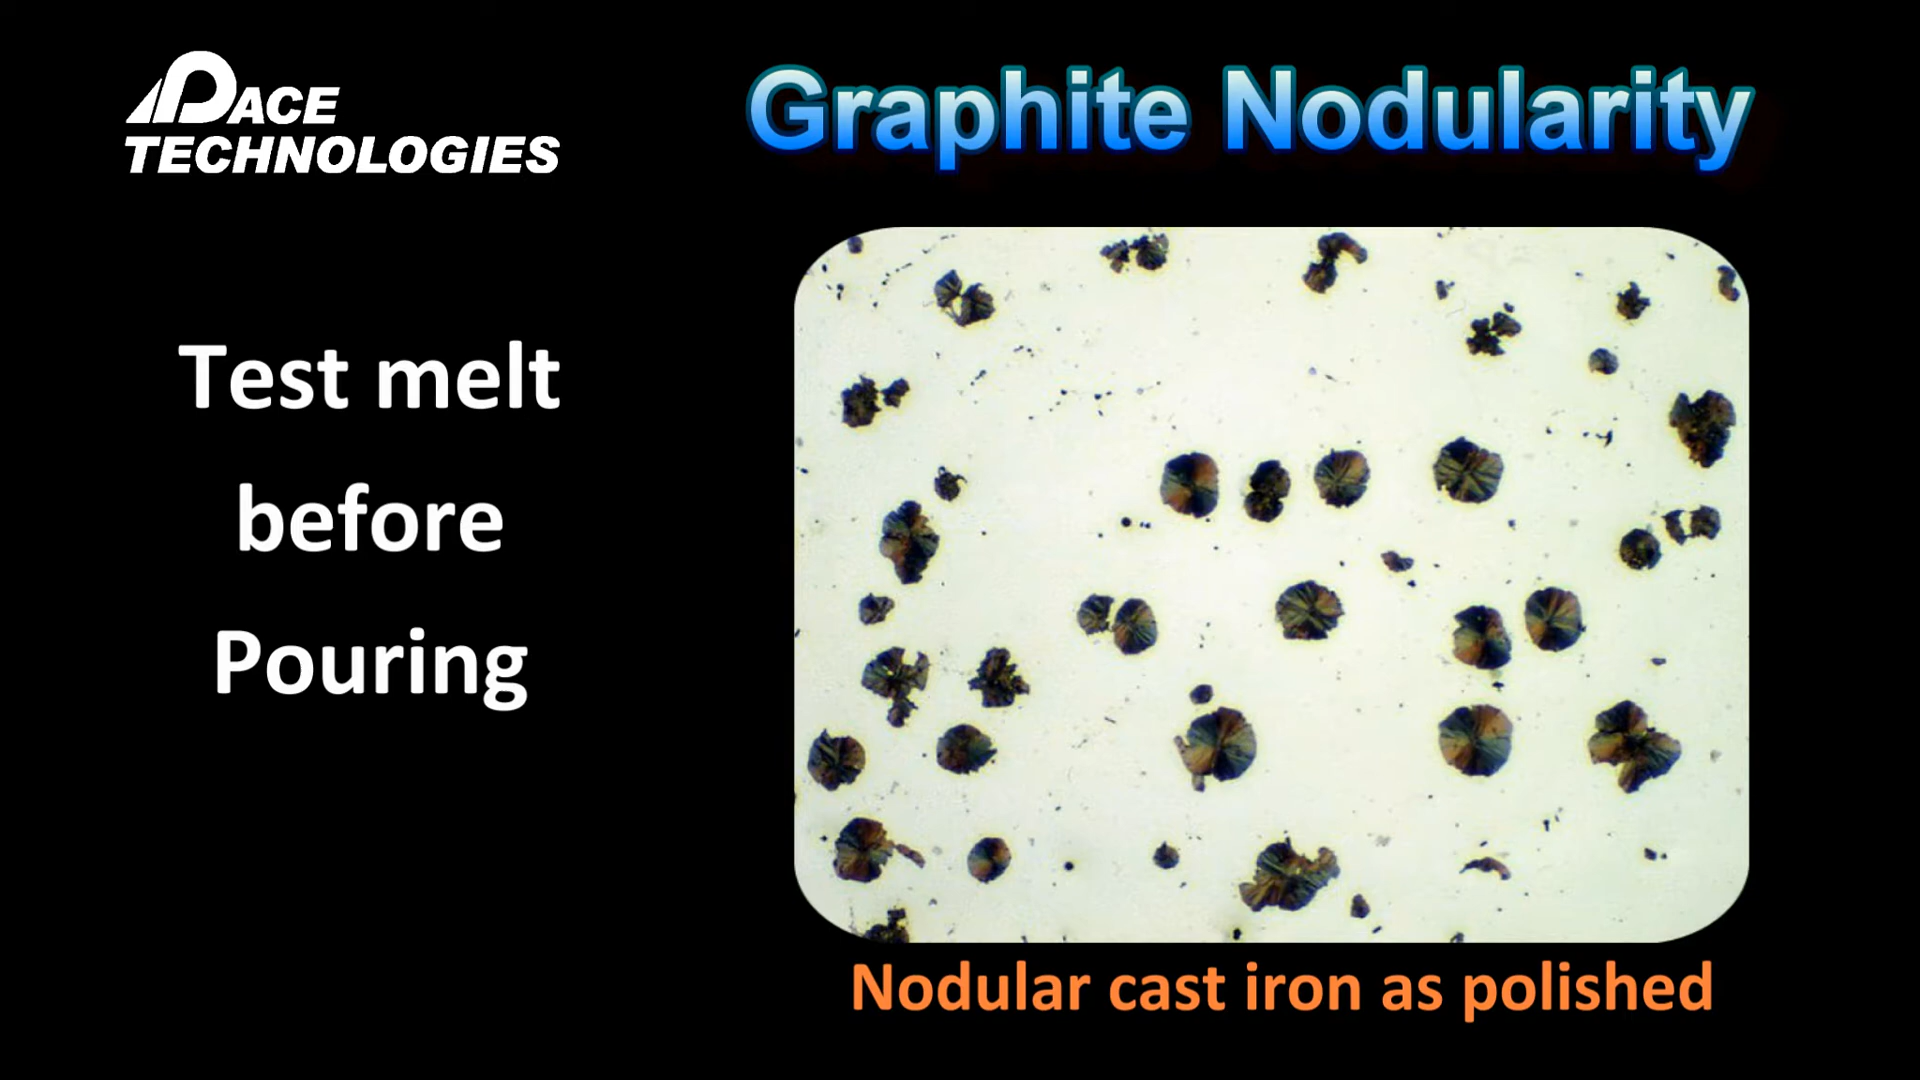 PACE
TECHNOLOGIES
Graphite Nodularity
Test melt
before
Pouring
Nodular cast iron as polished